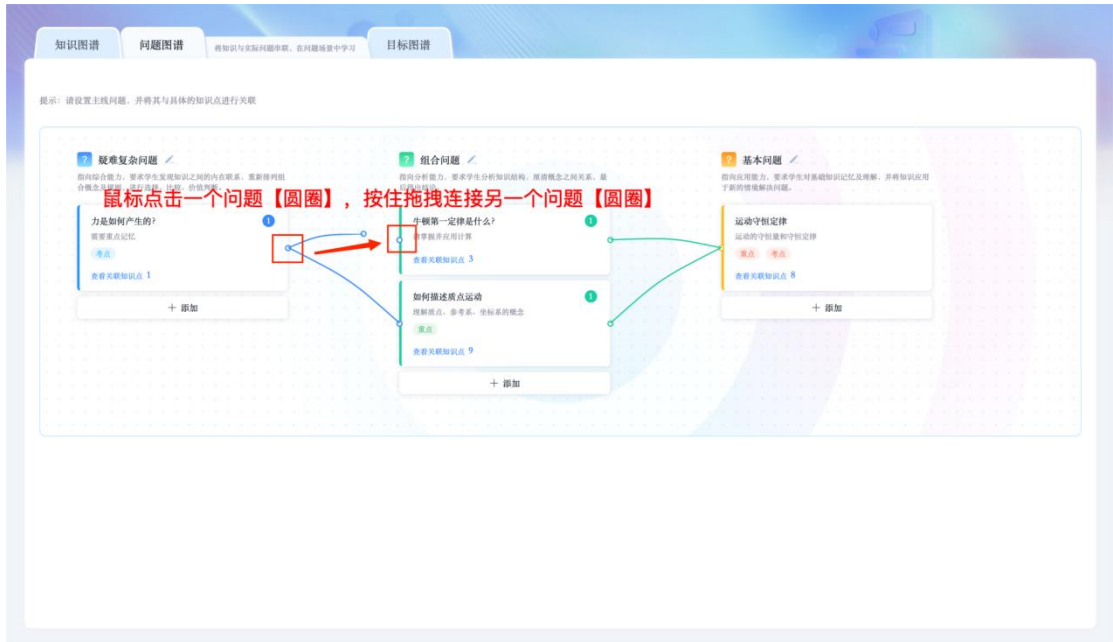 知识图谱
问题图谱
将知识与实际问题串联,在问题场景中学习
目标图谱
提示:请设置主线问题,并将其与具体的知识点进行关联
疑难复杂问题
指向综合能力,要求学生发现知识之间的内在联系,重新排列组
组合问题
指向分析能力,要求学生分析知识结构,厘清概念之间关系,最
基本问题
指向应用能力,要求学生对基础知识记忆及理解,并将知识应用
于新的情境解决问题。
鼠标点击一个问题【圆圈】,按住拖拽连接另一个问题【圆圈】
力是如何产生的?
1
需要重点记忆
考点
查看关联知识点 1
+ 添加
牛顿第一定律是什么?
1
掌握并应用计算
查看关联知识点 3
如何描述质点运动
1
理解质点、参考系、坐标系的概念
重点
查看关联知识点 9
+ 添加
运动守恒定律
运动的守恒量和守恒定律
重点 考点
查看关联知识点 8
+ 添加